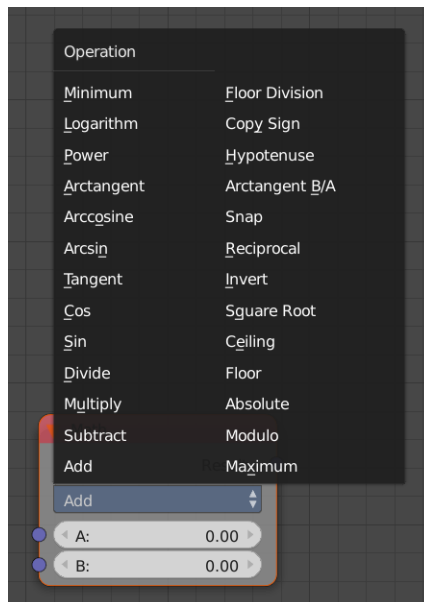 Operation
Minimum
Logarithm
Power
Arctangent
Arccosine
Arcsin
Tangent
Cos
Sin
Divide
Multiply
Subtract
Add
Floor Division
Copy Sign
Hypotenuse
Arctangent B/A
Snap
Reciprocal
Invert
Square Root
Ceiling
Floor
Absolute
Modulo
Maximum
Add
A: 0.00
B: 0.00